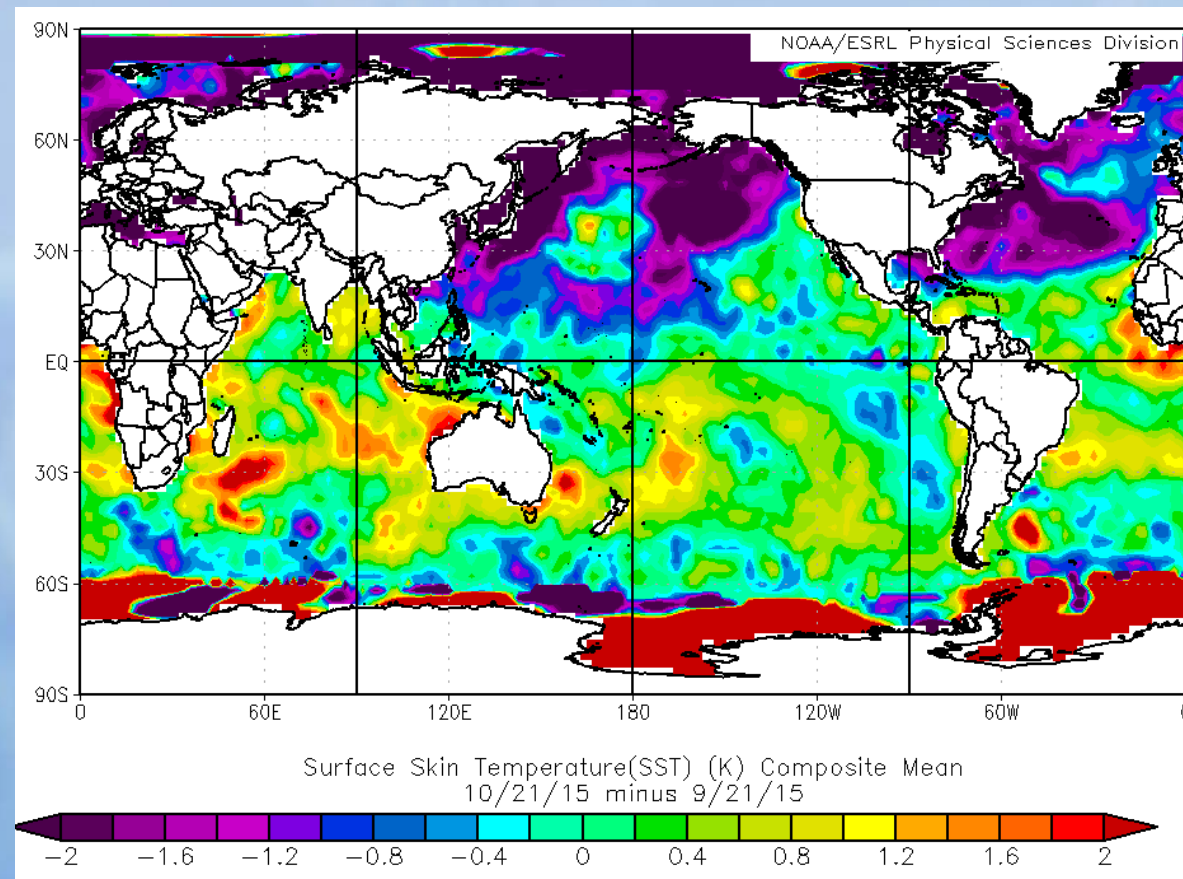 90N
NOAA/ESRL Physical Sciences Division
60N
30N
EQ
30S
60S
90S
0 60E 120E 180 120W 60W 0
Surface Skin Temperature(SST) (K) Composite Mean
10/21/15 minus 9/21/15
−2 −1.6 −1.2 −0.8 −0.4 0 0.4 0.8 1.2 1.6 2